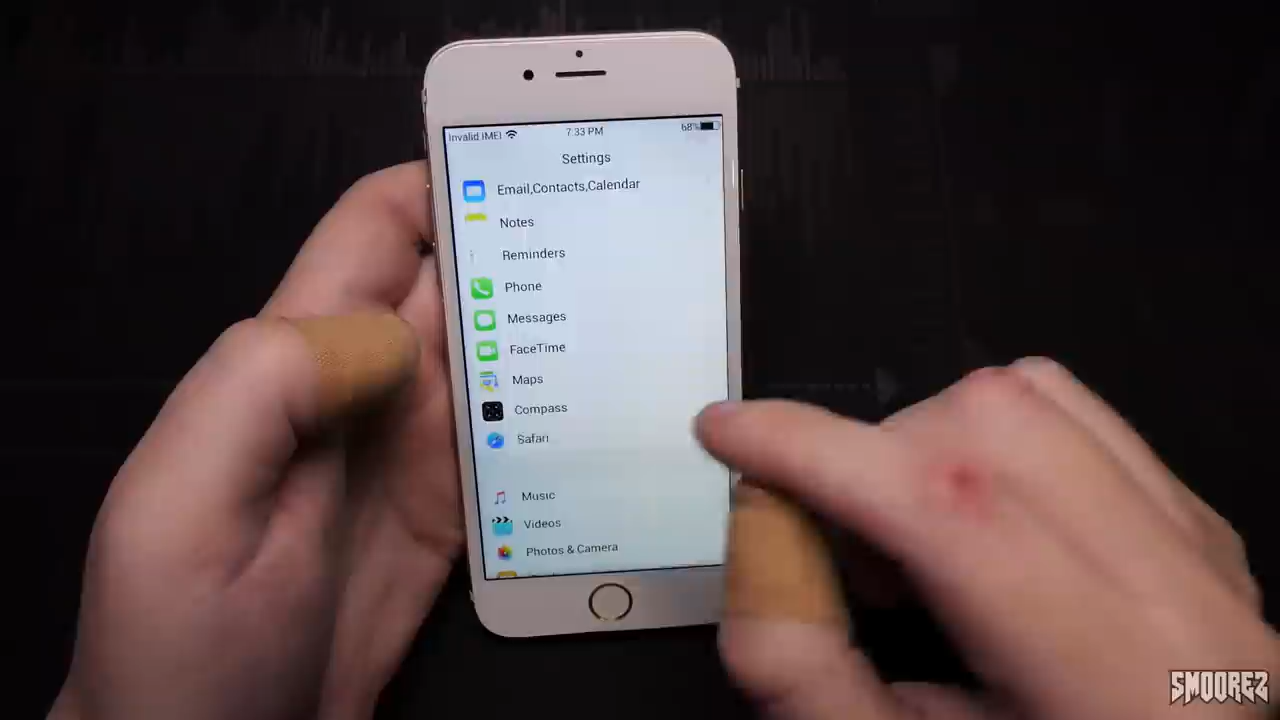 Invalid IMEI
7:33 PM
68%
Settings
Email,Contacts,Calendar
Notes
Reminders
Phone
Messages
FaceTime
Maps
Compass
Safari
Music
Videos
Photos & Camera
SMOOREZ